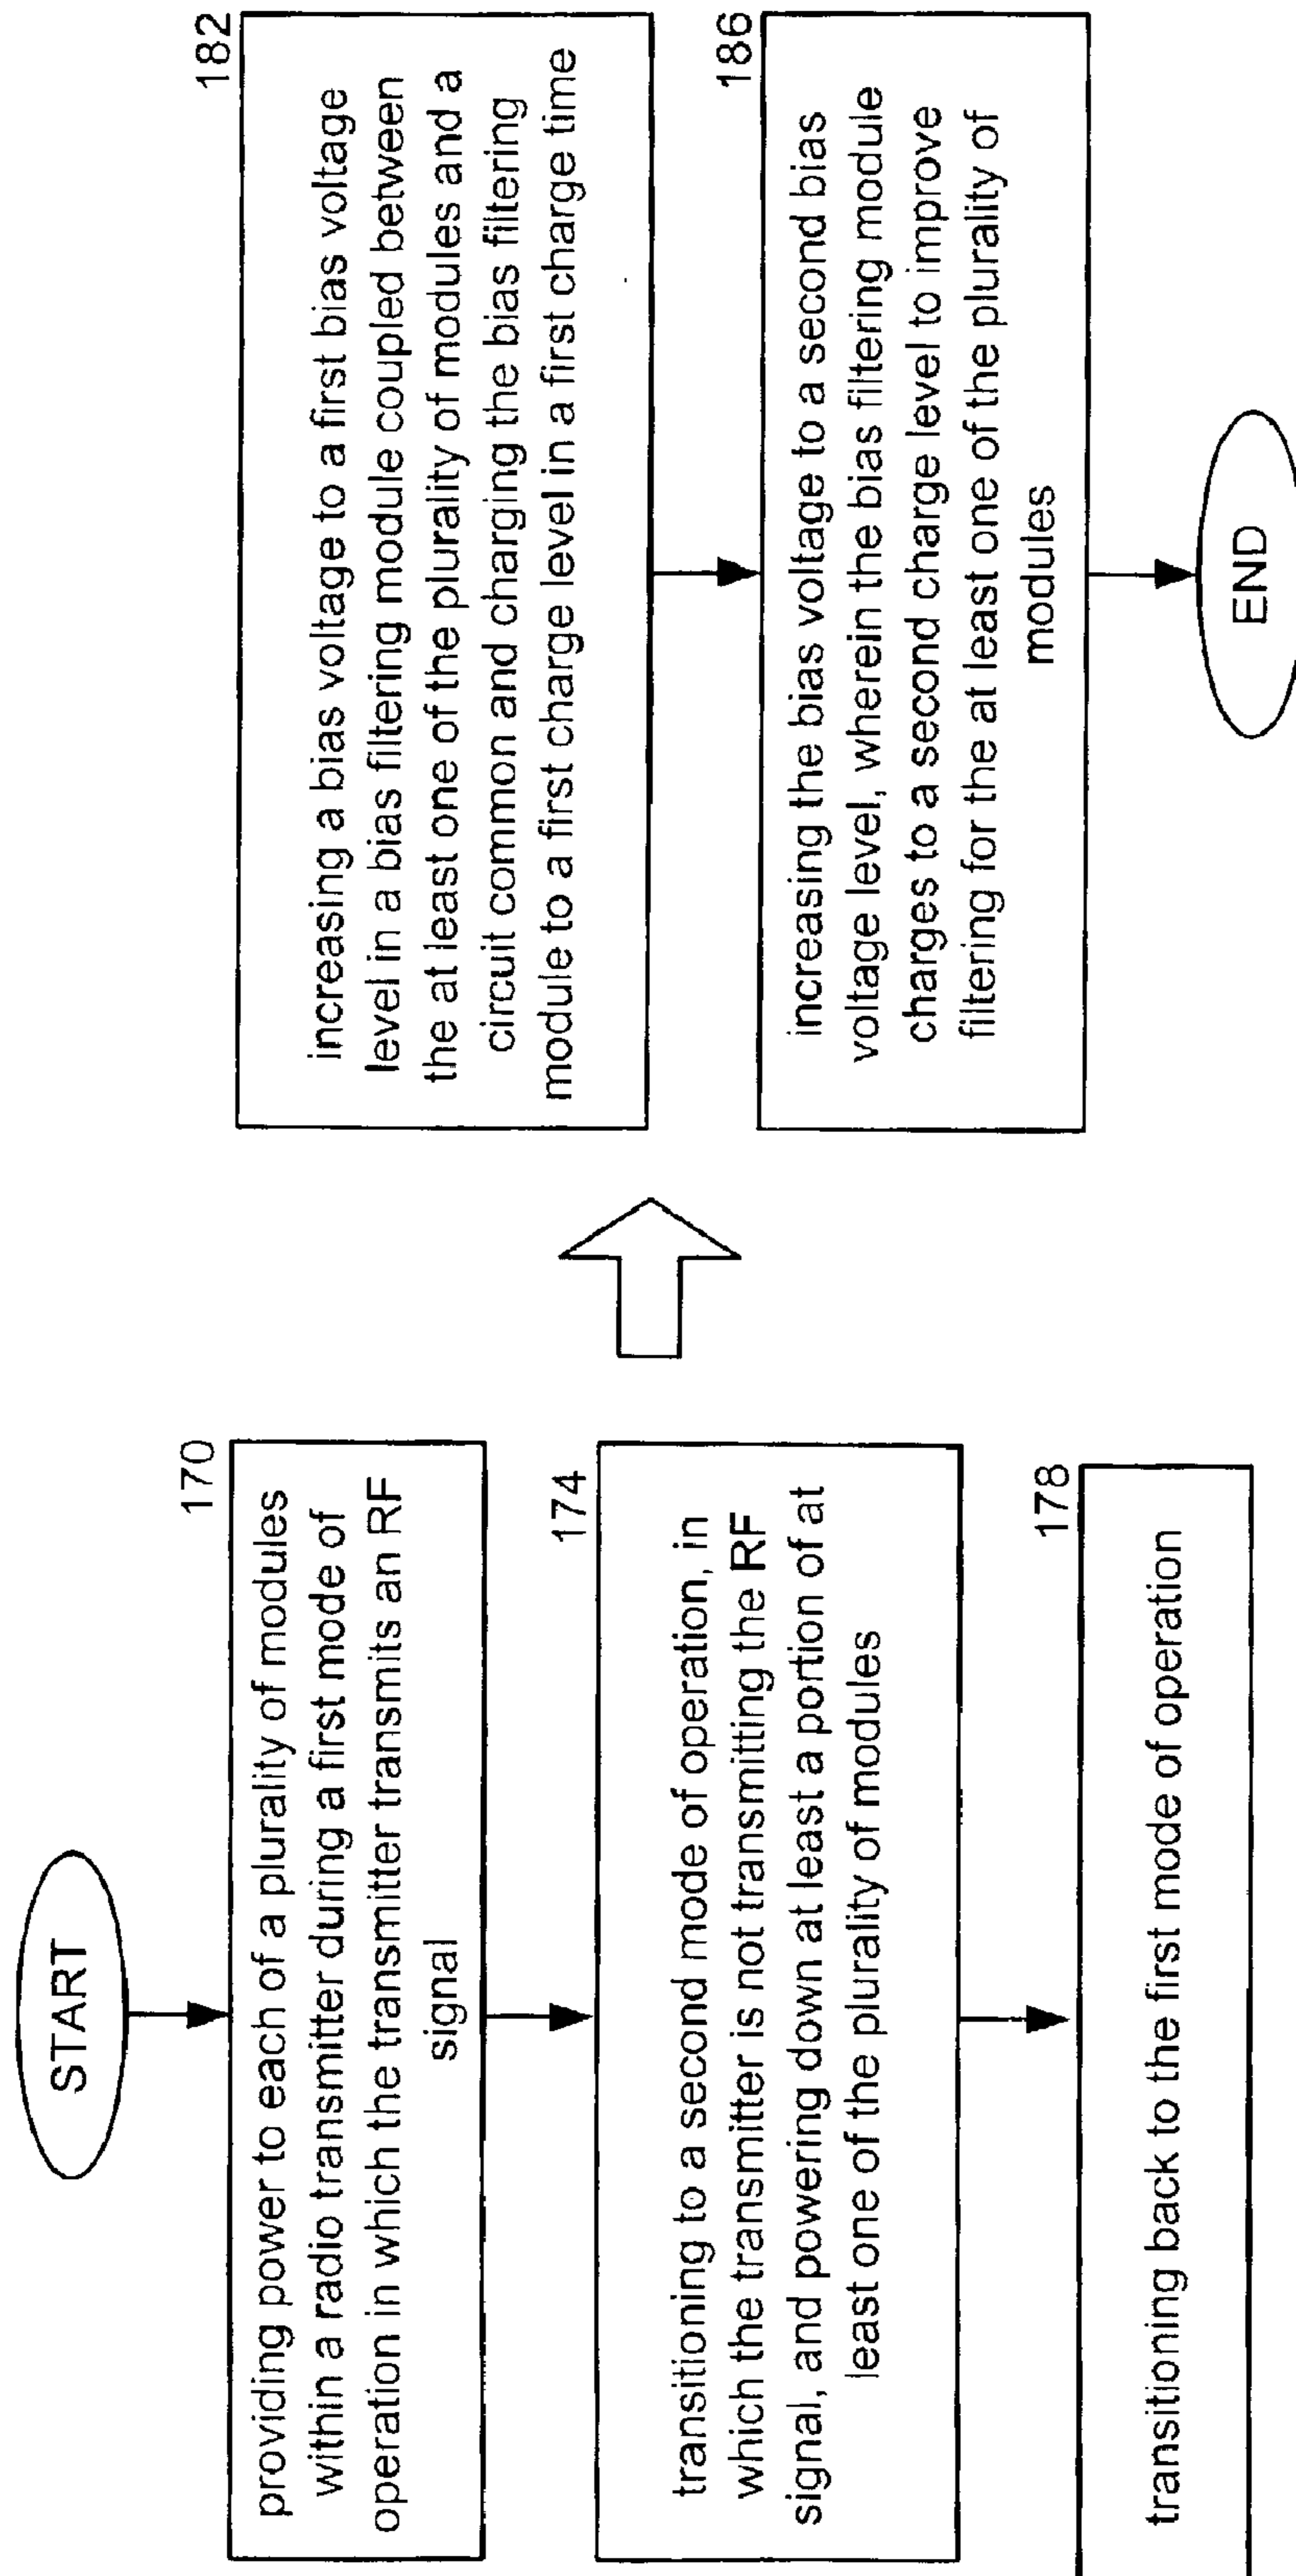 START
170
providing power to each of a plurality of modules
within a radio transmitter during a first mode of
operation in which the transmitter transmits an RF
signal
174
transitioning to a second mode of operation, in
which the transmitter is not transmitting the RF
signal, and powering down at least a portion of at
least one of the plurality of modules
178
transitioning back to the first mode of operation
182
increasing a bias voltage to a first bias voltage
level in a bias filtering module coupled between
the at least one of the plurality of modules and a
circuit common and charging the bias filtering
module to a first charge level in a first charge time
186
increasing the bias voltage to a second bias
voltage level, wherein the bias filtering module
charges to a second charge level to improve
filtering for the at least one of the plurality of
modules
END